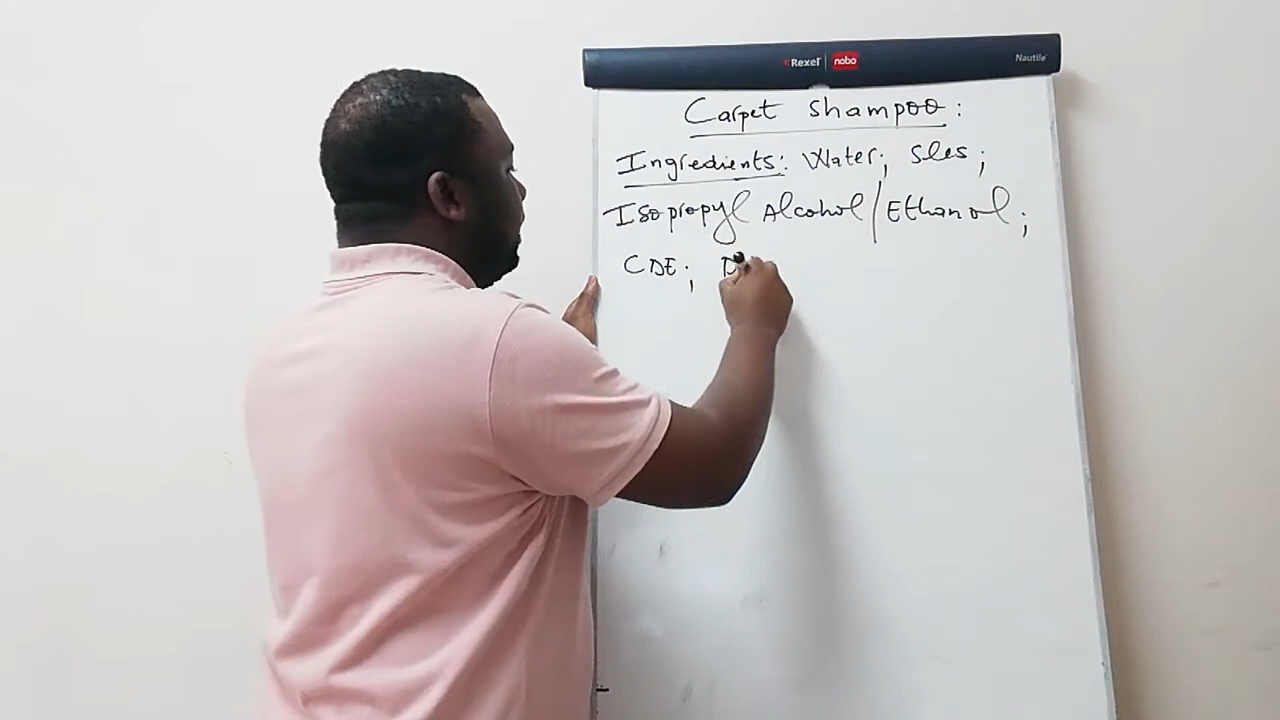 Rexel nobo Nautile
Carpet Shampoo:
Ingredients: Water; Sles;
Isopropyl Alcohol/Ethanol;
CDE;